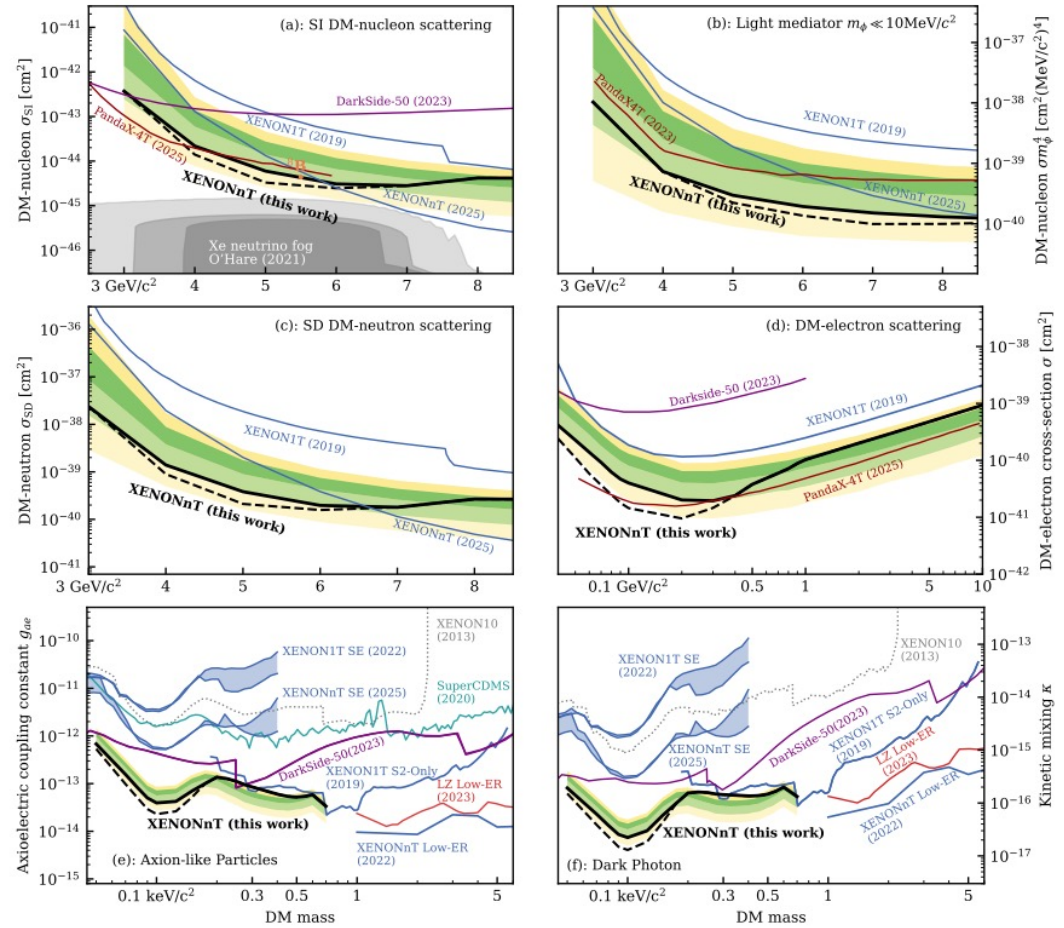 10⁻⁴¹
10⁻⁴²
10⁻⁴³
10⁻⁴⁴
10⁻⁴⁵
10⁻⁴⁶
DM-nucleon σ_SI [cm²]
(a): SI DM-nucleon scattering
DarkSide-50 (2023)
XENON1T (2019)
PandaX-4T
(2025)
⁸B
XENONnT
(this work)
XENONnT
(2025)
Xe neutrino fog
O'Hare (2021)
3 GeV/c² 4 5 6 7 8
(b): Light mediator m_ϕ ≪ 10MeV/c²
PandaX4T
(2023)
XENON1T (2019)
XENONnT (2025)
XENONnT (this work)
10⁻³⁷
10⁻³⁸
10⁻³⁹
10⁻⁴⁰
DM-nucleon σm_ϕ⁴ [cm²(MeV/c²)⁴]
3 GeV/c² 4 5 6 7 8
10⁻³⁶
10⁻³⁷
10⁻³⁸
10⁻³⁹
10⁻⁴⁰
10⁻⁴¹
DM-neutron σ_SD [cm²]
(c): SD DM-neutron scattering
XENON1T (2019)
XENONnT (this work)
XENONnT (2025)
3 GeV/c² 4 5 6 7 8
(d): DM-electron scattering
Darkside-50 (2023)
XENON1T (2019)
PandaX-4T (2025)
XENONnT (this work)
10⁻³⁸
10⁻³⁹
10⁻⁴⁰
10⁻⁴¹
10⁻⁴²
DM-electron cross-section σ [cm²]
0.1 GeV/c² 0.5 1 5 10
10⁻¹⁰
10⁻¹¹
10⁻¹²
10⁻¹³
10⁻¹⁴
10⁻¹⁵
Axioelectric coupling constant g_ae
XENON10
(2013)
XENON1T SE (2022)
XENONnT SE (2025)
SuperCDMS
(2020)
DarkSide-50(2023)
XENON1T S2-Only
(2019)
LZ Low-ER
(2023)
XENONnT (this work)
XENONnT Low-ER
(2022)
(e): Axion-like Particles
0.1 keV/c² 0.3 0.5 1 5
DM mass
XENON10
(2013)
XENON1T SE
(2022)
XENONnT SE
(2025)
DarkSide-50(2023)
XENON1T S2-Only
(2019)
LZ Low-ER
(2023)
XENONnT Low-ER
(2022)
XENONnT (this work)
(f): Dark Photon
10⁻¹³
10⁻¹⁴
10⁻¹⁵
10⁻¹⁶
10⁻¹⁷
Kinetic mixing κ
0.1 keV/c² 0.3 0.5 1 5
DM mass